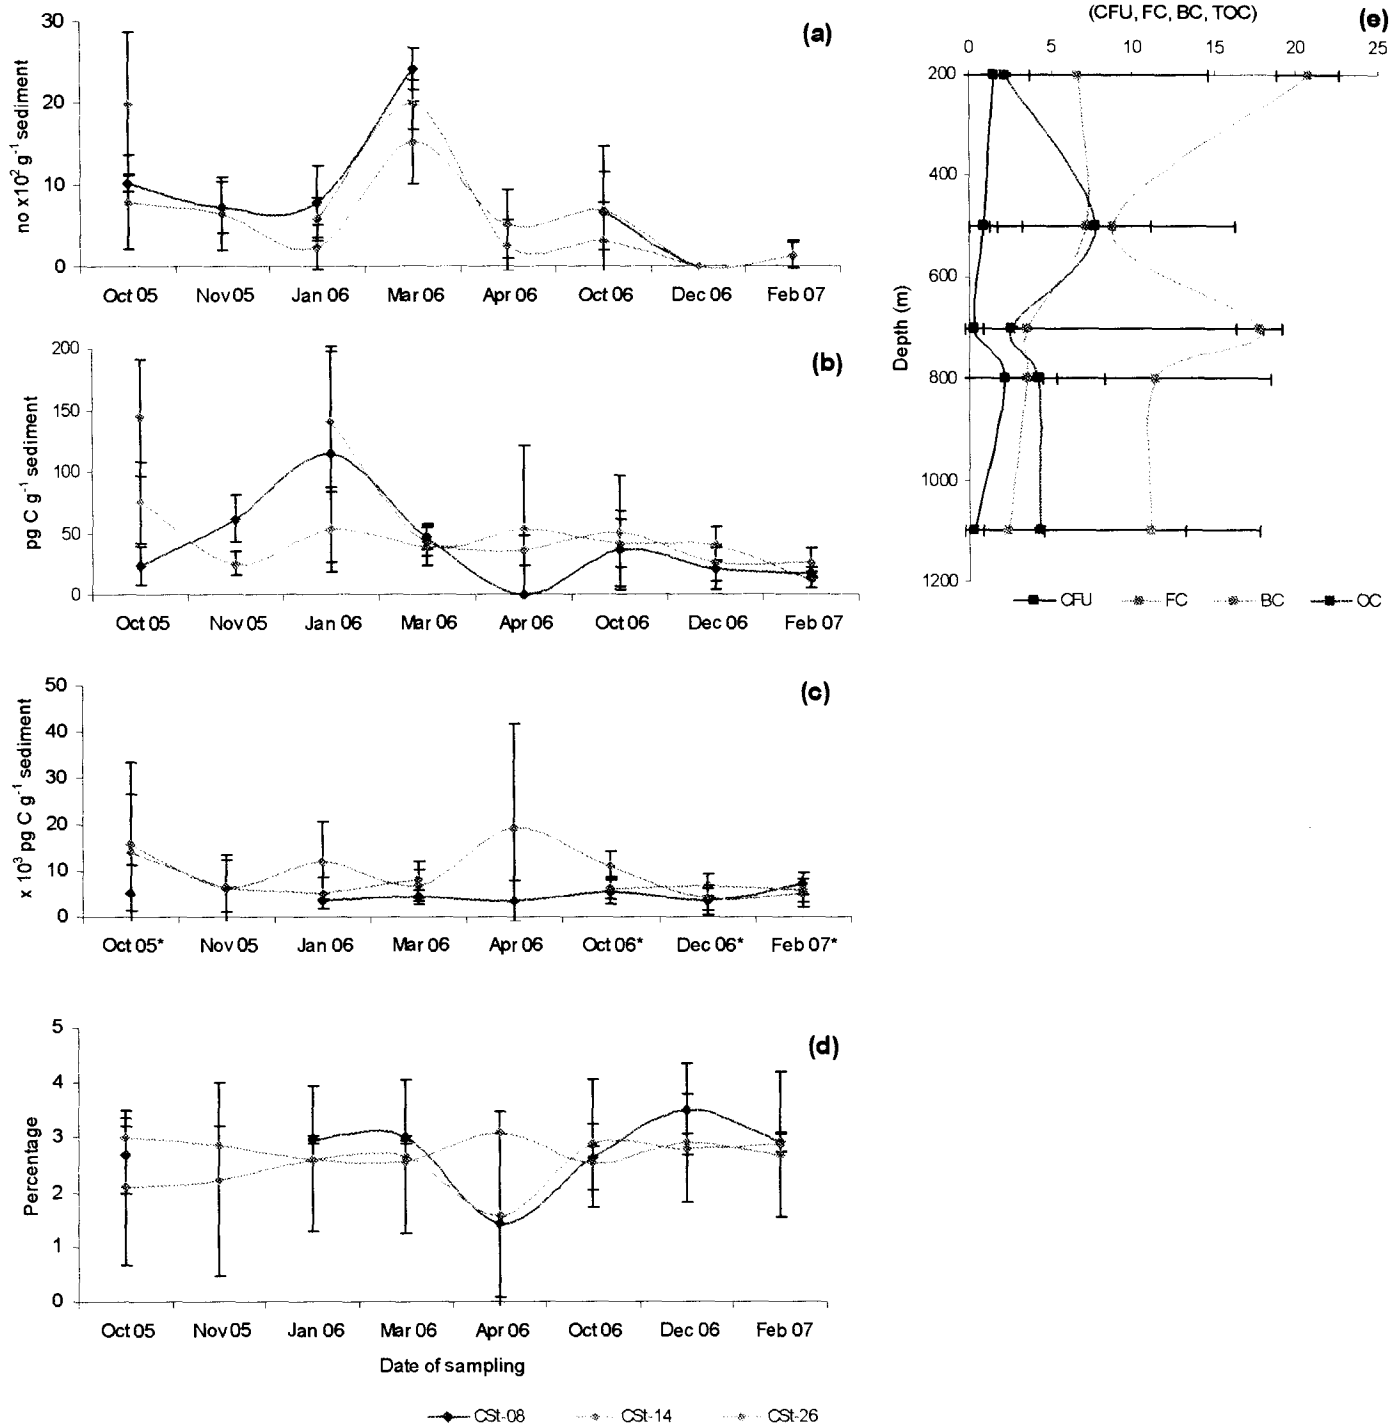 (a)
no x10² g⁻¹ sediment
30
20
10
0
Oct 05 Nov 05 Jan 06 Mar 06 Apr 06 Oct 06 Dec 06 Feb 07
(b)
pg C g⁻¹ sediment
200
150
100
50
0
Oct 05 Nov 05 Jan 06 Mar 06 Apr 06 Oct 06 Dec 06 Feb 07
(c)
x 10³ pg C g⁻¹ sediment
50
40
30
20
10
0
Oct 05* Nov 05 Jan 06 Mar 06 Apr 06 Oct 06* Dec 06* Feb 07*
(d)
Percentage
5
4
3
2
1
0
Oct 05 Nov 05 Jan 06 Mar 06 Apr 06 Oct 06 Dec 06 Feb 07
Date of sampling
CSt-08 CSt-14 CSt-26
(CFU, FC, BC, TOC)
(e)
0 5 10 15 20 25
Depth (m)
200
400
600
800
1000
1200
CFU FC BC OC